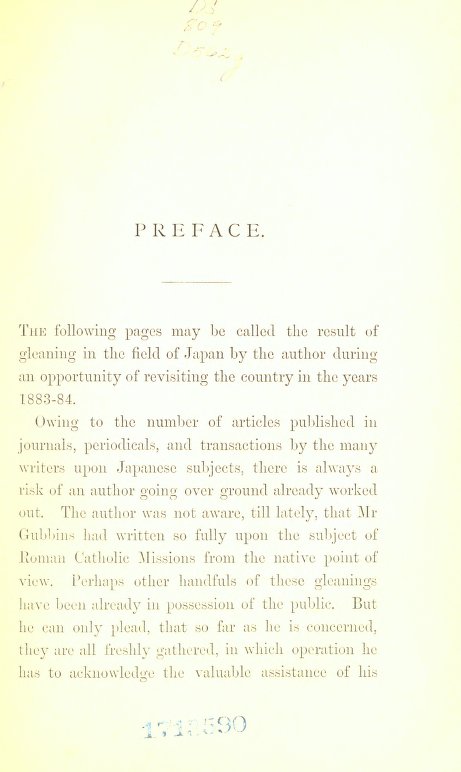 DS
809
PREFACE.
THE following pages may be called the result of
gleaning in the field of Japan by the author during
an opportunity of revisiting the country in the years
1883-84.
Owing to the number of articles published in
journals, periodicals, and transactions by the many
writers upon Japanese subjects, there is always a
risk of an author going over ground already worked
out. The author was not aware, till lately, that Mr
Gubbins had written so fully upon the subject of
Roman Catholic Missions from the native point of
view. Perhaps other handfuls of these gleanings
have been already in possession of the public. But
he can only plead, that so far as he is concerned,
they are all freshly gathered, in which operation he
has to acknowledge the valuable assistance of his